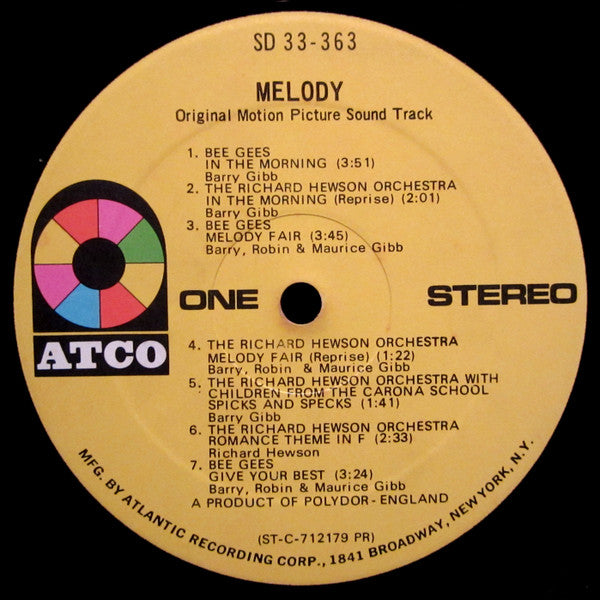 SD 33-363
MELODY
Original Motion Picture Sound Track
1. BEE GEES
IN THE MORNING (3:51)
Barry Gibb
2. THE RICHARD HEWSON ORCHESTRA
IN THE MORNING (Reprise) (2:01)
Barry Gibb
3. BEE GEES
MELODY FAIR (3:45)
Barry, Robin & Maurice Gibb
ATCO
ONE
STEREO
4. THE RICHARD HEWSON ORCHESTRA
MELODY FAIR (Reprise) (1:22)
Barry, Robin & Maurice Gibb
5. THE RICHARD HEWSON ORCHESTRA WITH
CHILDREN FROM THE CARONA SCHOOL
SPICKS AND SPECKS (1:41)
Barry Gibb
6. THE RICHARD HEWSON ORCHESTRA
ROMANCE THEME IN F (2:33)
Richard Hewson
7. BEE GEES
GIVE YOUR BEST (3:24)
Barry, Robin & Maurice Gibb
A PRODUCT OF POLYDOR-ENGLAND
(ST-C-712179 PR)
MFG. BY ATLANTIC RECORDING CORP., 1841 BROADWAY, NEW YORK, N.Y.